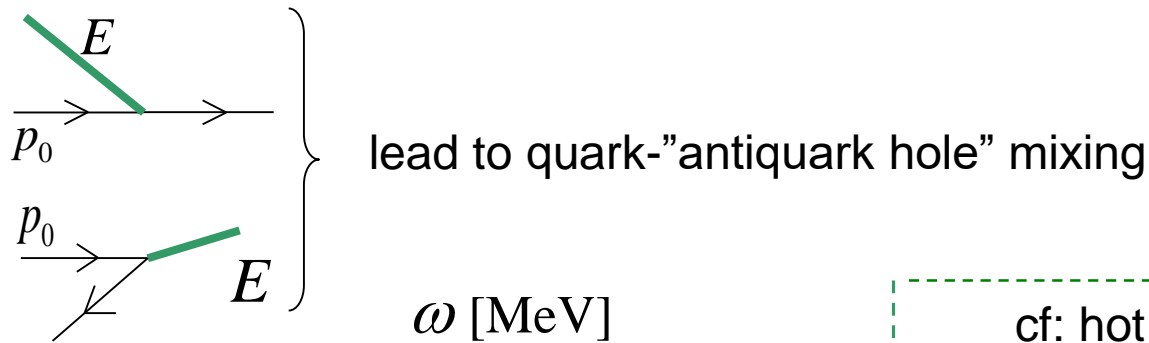 E
p₀
lead to quark-”antiquark hole” mixing
p₀
E
ω [MeV]
cf: hot